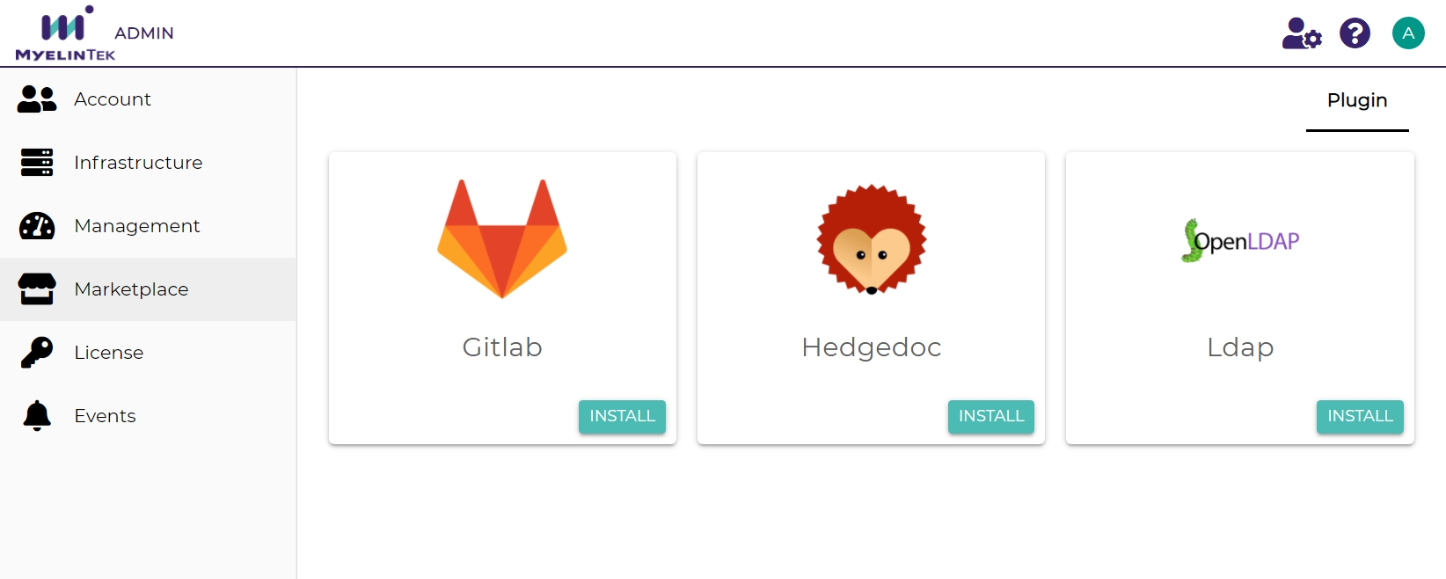 ADMIN
MYELINTEK
A
Account
Infrastructure
Management
Marketplace
License
Events
Plugin
Gitlab
INSTALL
Hedgedoc
INSTALL
OpenLDAP
Ldap
INSTALL